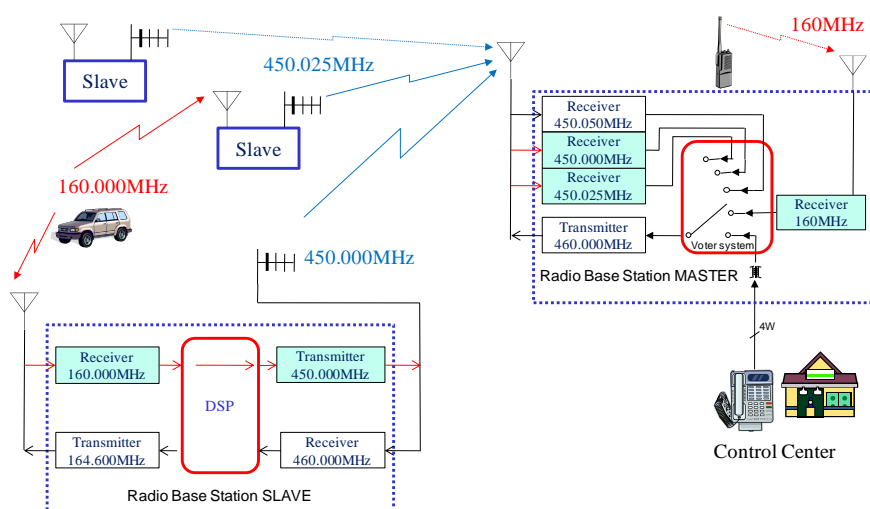 160MHz
450.025MHz
Slave
Slave
Receiver
450.050MHz
Receiver
450.000MHz
Receiver
450.025MHz
Transmitter
460.000MHz
Voter system
Receiver
160MHz
Radio Base Station MASTER
160.000MHz
450.000MHz
4W
Control Center
Receiver
160.000MHz
Transmitter
450.000MHz
DSP
Transmitter
164.600MHz
Receiver
460.000MHz
Radio Base Station SLAVE